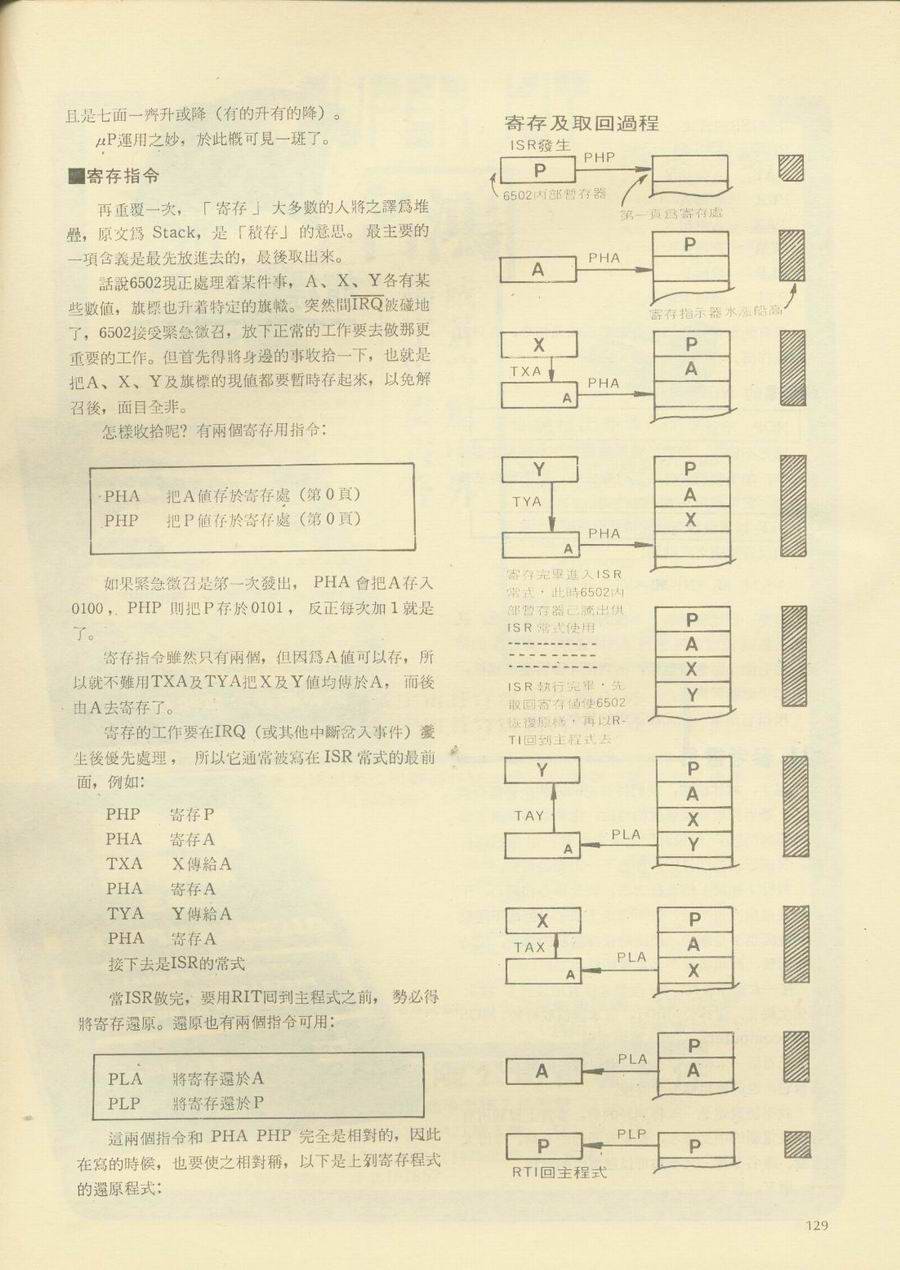 且是七面一齊升或降（有的升有的降）。
μP運用之妙，於此概可見一斑了。
■寄存指令
再重覆一次，「寄存」大多數的人將之譯爲堆
疊，原文爲 Stack，是「積存」的意思。最主要的
一項含義是最先放進去的，最後取出來。
話說6502現正處理着某件事，A、X、Y各有某
些數値，旗標也升着特定的旗幟。突然間IRQ被碰地
了，6502接受緊急徵召，放下正常的工作要去做那更
重要的工作。但首先得將身邊的事收拾一下，也就是
把A、X、Y及旗標的現値都要暫時存起來，以免解
召後，面目全非。
怎樣收拾呢？有兩個寄存用指令：
PHA 把A値存於寄存處（第0頁）
PHP 把P値存於寄存處（第0頁）
如果緊急徵召是第一次發出，PHA會把A存入
0100，PHP 則把P存於0101，反正每次加1就是
了。
寄存指令雖然只有兩個，但因爲A値可以存，所
以就不難用TXA及TYA把X及Y値均傳於A，而後
由A去寄存了。
寄存的工作要在IRQ（或其他中斷岔入事件）發
生後優先處理，所以它通常被寫在ISR常式的最前
面，例如：
PHP 寄存P
PHA 寄存A
TXA X傳給A
PHA 寄存A
TYA Y傳給A
PHA 寄存A
接下去是ISR的常式
當ISR做完，要用RIT回到主程式之前，勢必得
將寄存還原。還原也有兩個指令可用：
PLA 將寄存還於A
PLP 將寄存還於P
這兩個指令和 PHA PHP 完全是相對的，因此
在寫的時候，也要使之相對稱，以下是上列寄存程式
的還原程式：
寄存及取回過程
ISR發生
P
PHP
6502內部暫存器
第一頁爲寄存處
A
PHA
P
寄存指示器水漲船高
X
TXA
A
PHA
P
A
Y
TYA
A
PHA
P
A
X
寄存完畢進入ISR
常式，此時6502內
部暫存器已騰出供
ISR常式使用
P
A
X
Y
ISR執行完畢，先
取回寄存値使6502
恢復原樣，再以R-
TI回到主程式去
Y
TAY
A
PLA
P
A
X
Y
X
TAX
A
PLA
P
A
X
A
PLA
P
A
P
PLP
P
RTI回主程式
129